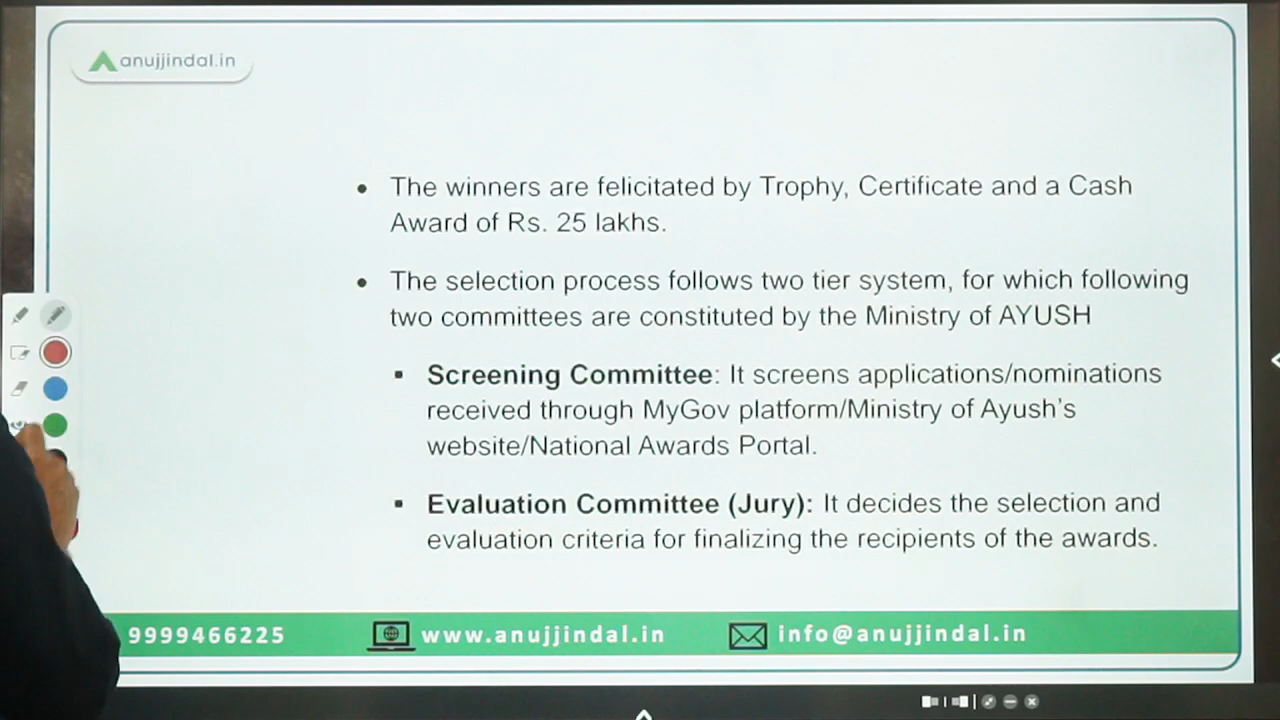 anujjindal.in
• The winners are felicitated by Trophy, Certificate and a Cash
Award of Rs. 25 lakhs.
• The selection process follows two tier system, for which following
two committees are constituted by the Ministry of AYUSH
▪ Screening Committee: It screens applications/nominations
received through MyGov platform/Ministry of Ayush's
website/National Awards Portal.
▪ Evaluation Committee (Jury): It decides the selection and
evaluation criteria for finalizing the recipients of the awards.
9999466225 www.anujjindal.in info@anujjindal.in